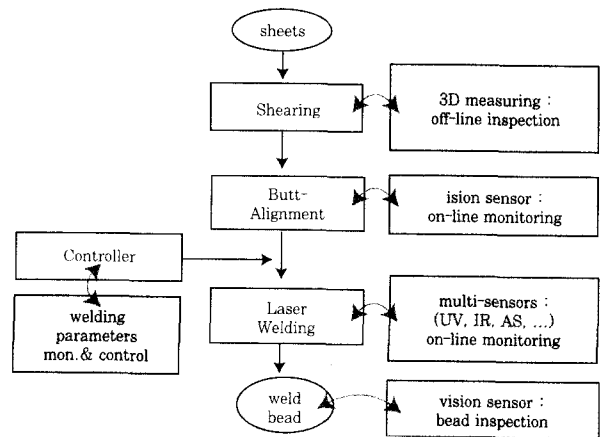 sheets
Shearing
3D measuring :
off-line inspection
Butt-
Alignment
ision sensor :
on-line monitoring
Controller
welding
parameters
mon.& control
Laser
Welding
multi-sensors :
(UV, IR, AS, ...)
on-line monitoring
weld
bead
vision sensor :
bead inspection